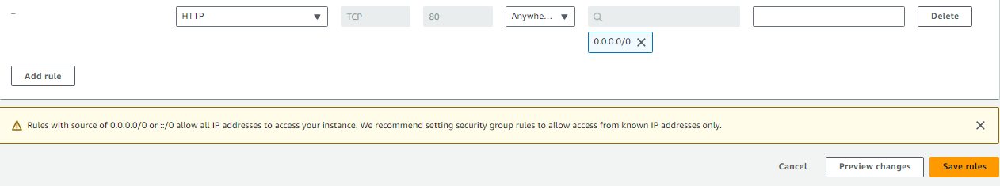 –
HTTP
TCP
80
Anywhe...
Delete
0.0.0.0/0
Add rule
Rules with source of 0.0.0.0/0 or ::/0 allow all IP addresses to access your instance. We recommend setting security group rules to allow access from known IP addresses only.
Cancel
Preview changes
Save rules